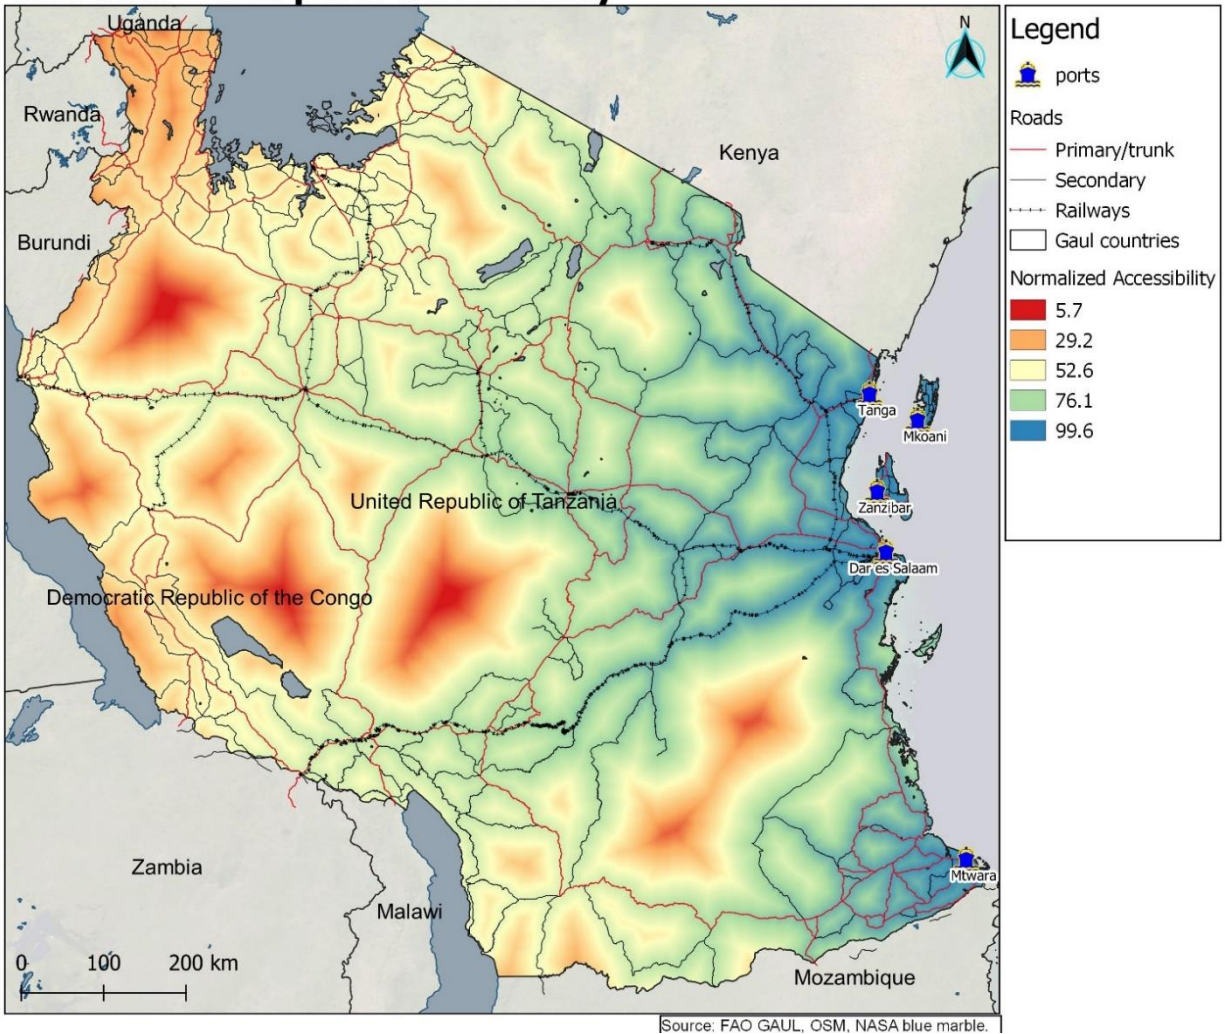 Uganda
Rwanda
Burundi
Kenya
United Republic of Tanzania
Democratic Republic of the Congo
Zambia
Malawi
Mozambique
Tanga
Mkoani
Zanzibar
Dar es Salaam
Mtwara
N
0 100 200 km
Legend
ports
Roads
Primary/trunk
Secondary
Railways
Gaul countries
Normalized Accessibility
5.7
29.2
52.6
76.1
99.6
Source: FAO GAUL, OSM, NASA blue marble.